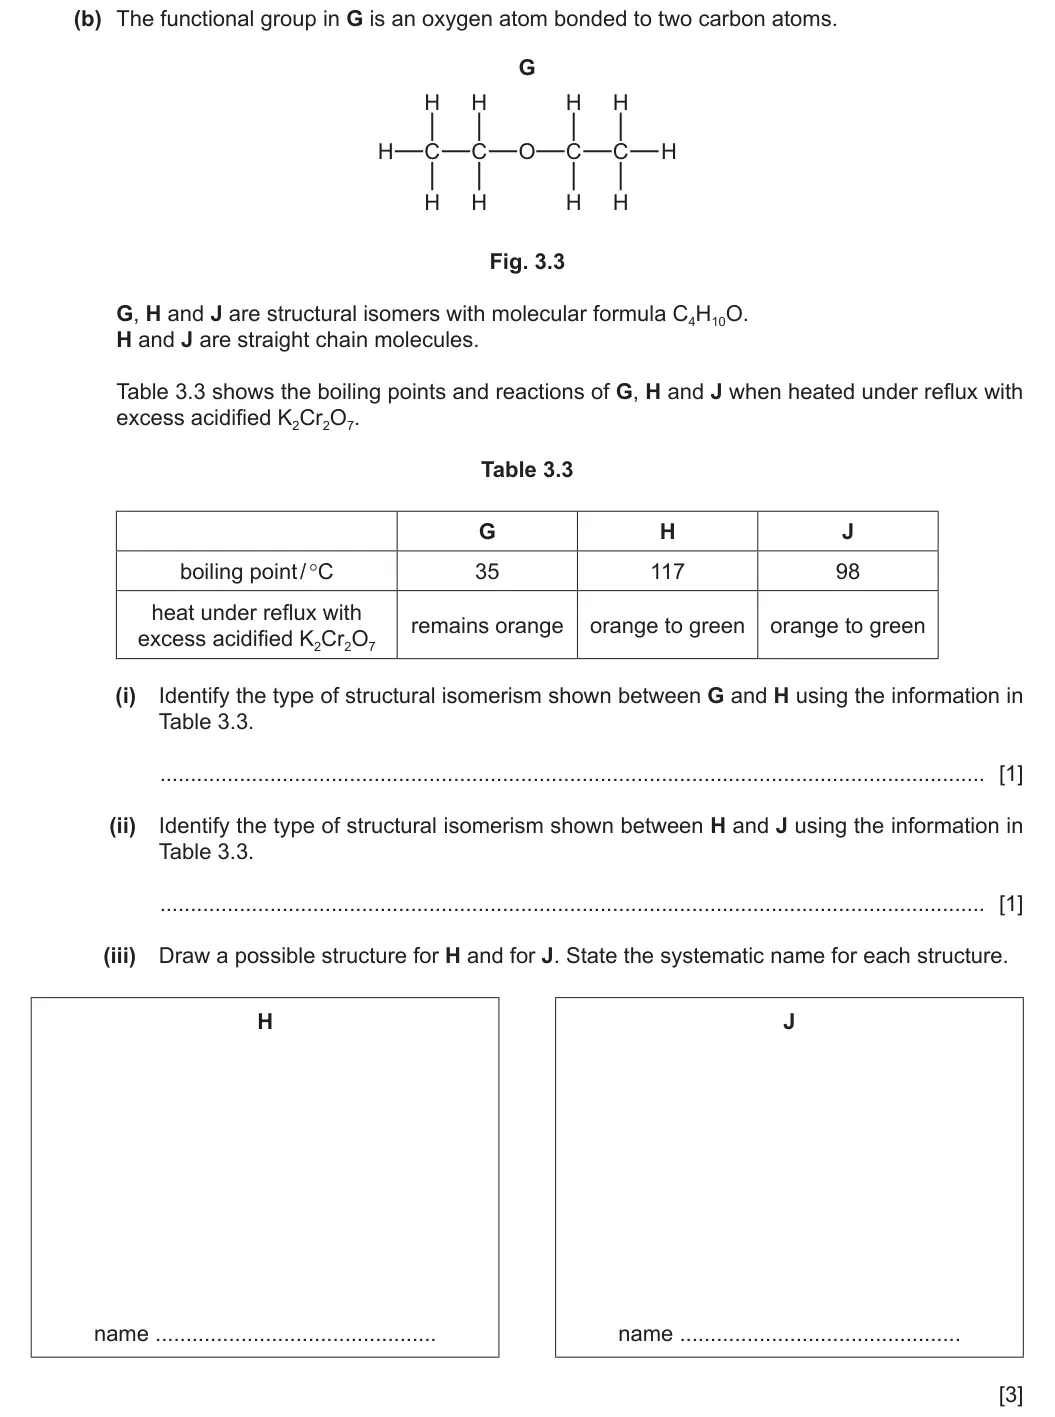 (b) The functional group in G is an oxygen atom bonded to two carbon atoms.
G
H H H H
H—C—C—O—C—C—H
H H H H
Fig. 3.3
G, H and J are structural isomers with molecular formula C₄H₁₀O.
H and J are straight chain molecules.
Table 3.3 shows the boiling points and reactions of G, H and J when heated under reflux with
excess acidified K₂Cr₂O₇.
Table 3.3
G H J
boiling point / °C 35 117 98
heat under reflux with
excess acidified K₂Cr₂O₇ remains orange orange to green orange to green
(i) Identify the type of structural isomerism shown between G and H using the information in
Table 3.3.
.......................................................................................................................................... [1]
(ii) Identify the type of structural isomerism shown between H and J using the information in
Table 3.3.
.......................................................................................................................................... [1]
(iii) Draw a possible structure for H and for J. State the systematic name for each structure.
H J
name .............................................. name ..............................................
[3]